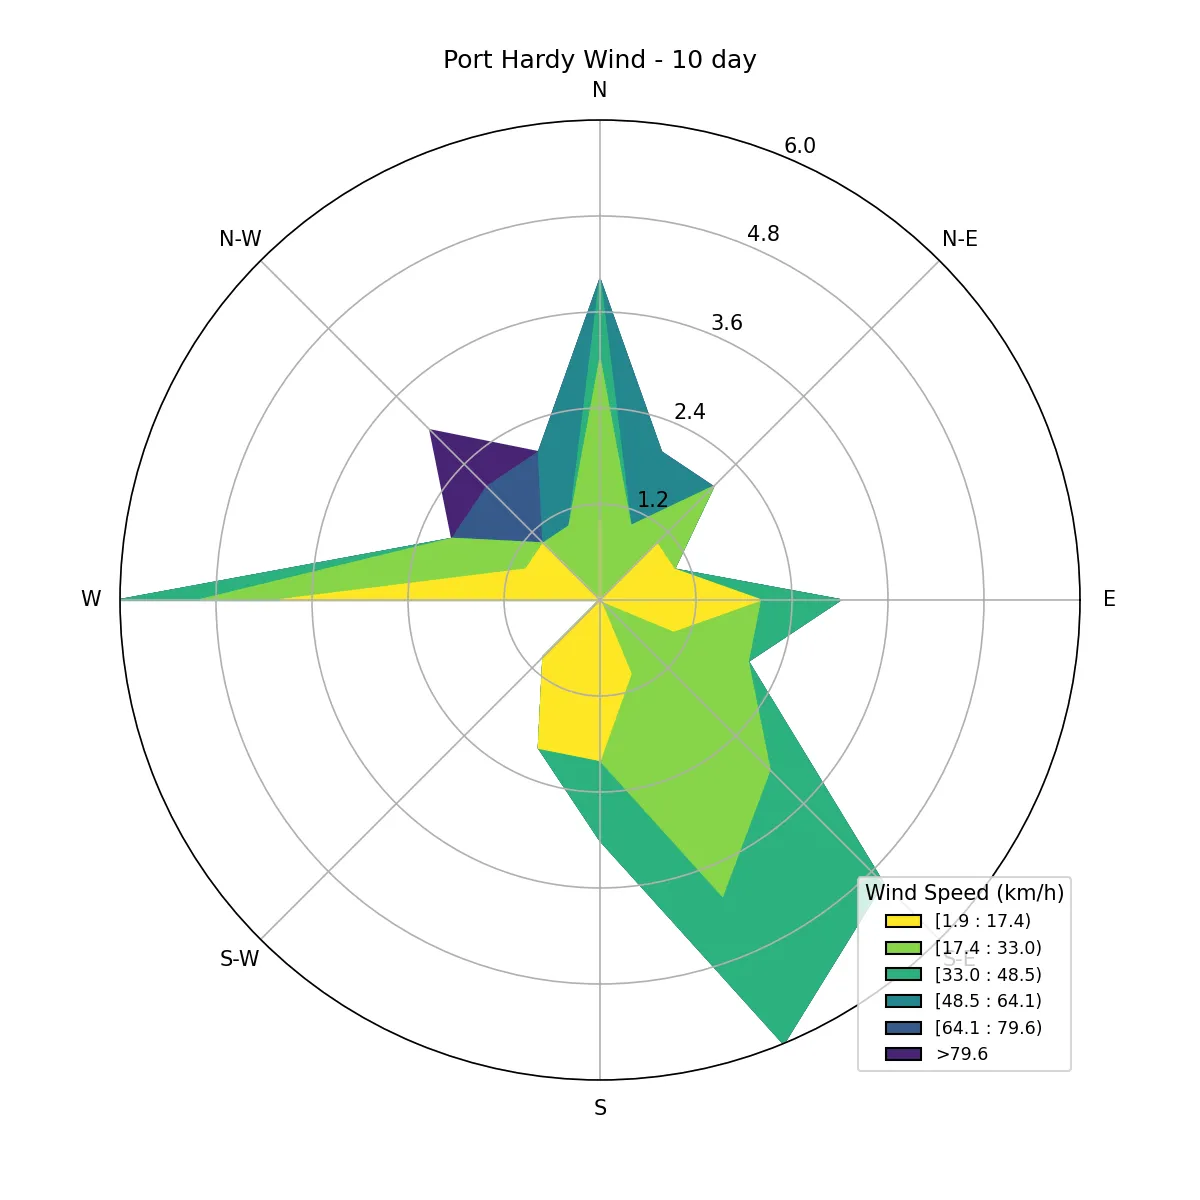 Port Hardy Wind - 10 day
N
6.0
N-W
N-E
4.8
3.6
2.4
1.2
W
E
Wind Speed (km/h)
[1.9 : 17.4)
[17.4 : 33.0)
S-W
S-E
[33.0 : 48.5)
[48.5 : 64.1)
[64.1 : 79.6)
>79.6
S